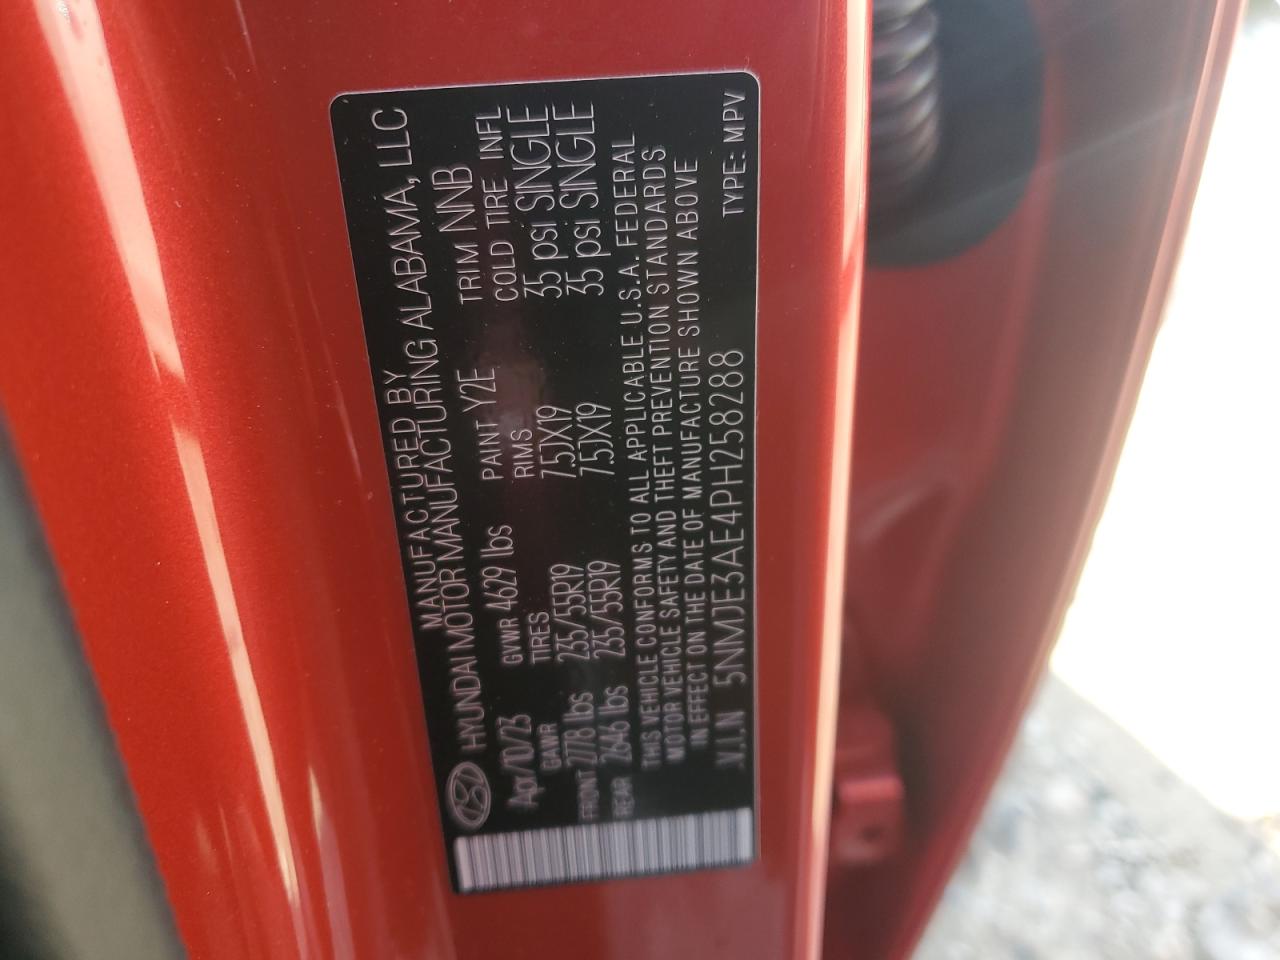 MANUFACTURED BY
HYUNDAI MOTOR MANUFACTURING ALABAMA, LLC
Apr/10/23 GVWR 4629 lbs PAINT Y2E TRIM NNB
GAWR TIRES RIMS COLD TIRE INFL
FRONT 2778 lbs 235/55R19 7.5JX19 35 psi SINGLE
REAR 2646 lbs 235/55R19 7.5JX19 35 psi SINGLE
THIS VEHICLE CONFORMS TO ALL APPLICABLE U.S.A. FEDERAL
MOTOR VEHICLE SAFETY AND THEFT PREVENTION STANDARDS
IN EFFECT ON THE DATE OF MANUFACTURE SHOWN ABOVE
V.I.N 5NMJE3AE4PH258288 TYPE: MPV